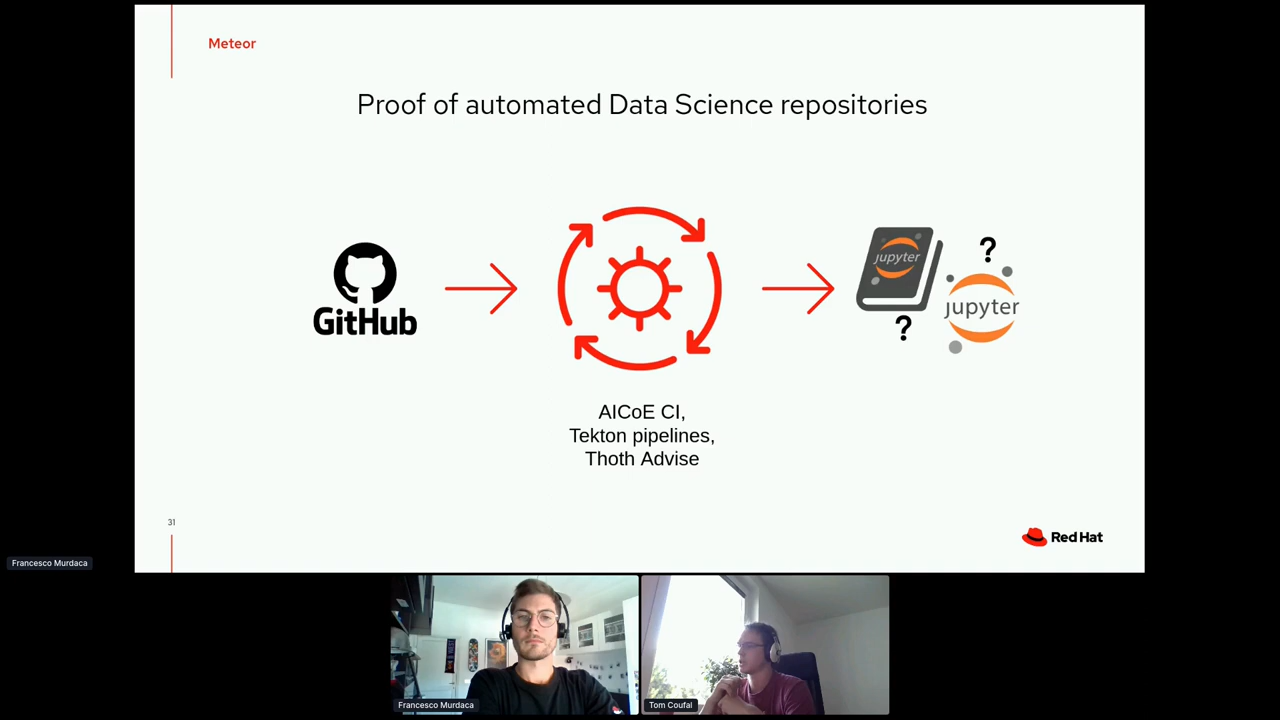 Meteor
Proof of automated Data Science repositories
GitHub
jupyter
?
?
jupyter
AICoE CI,
Tekton pipelines,
Thoth Advise
31
Red Hat
Francesco Murdaca
Francesco Murdaca
Tom Coufal